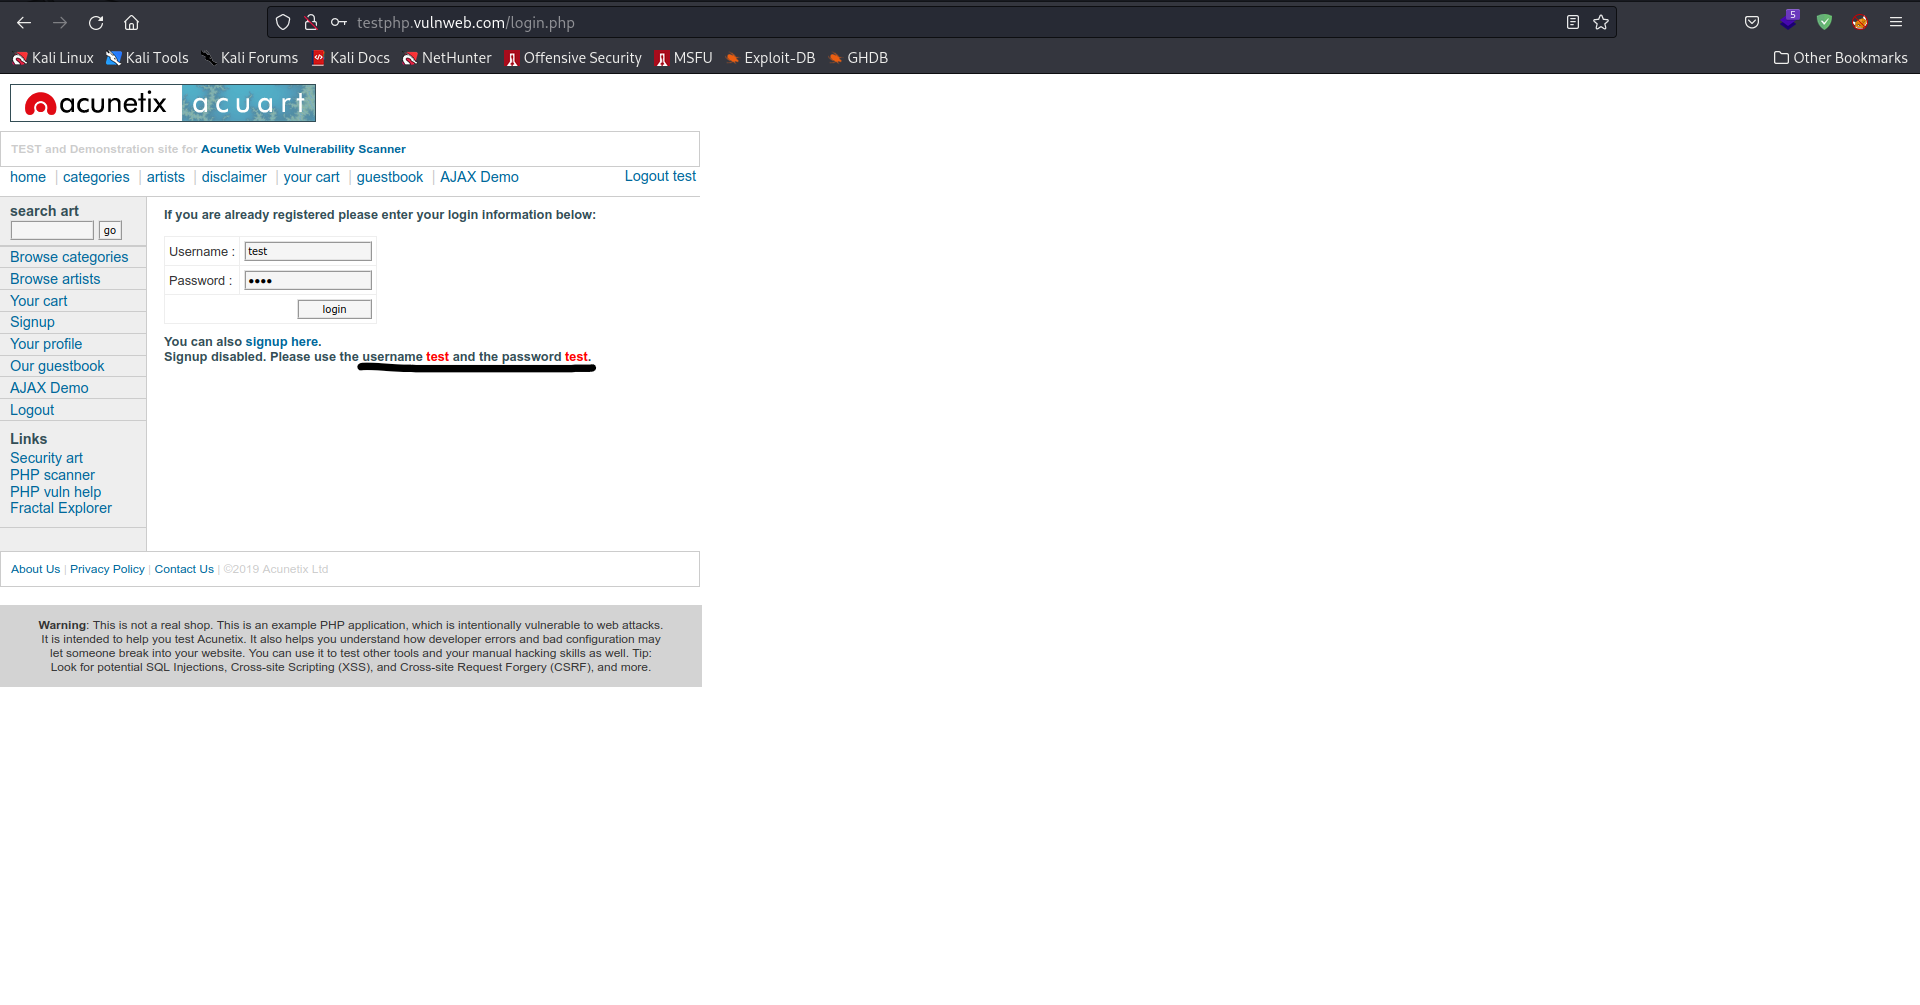 testphp.vulnweb.com/login.php
5
Kali Linux Kali Tools Kali Forums Kali Docs NetHunter Offensive Security MSFU Exploit-DB GHDB Other Bookmarks
acunetix acuart
TEST and Demonstration site for Acunetix Web Vulnerability Scanner
home | categories | artists | disclaimer | your cart | guestbook | AJAX Demo Logout test
search art
go
Browse categories
Browse artists
Your cart
Signup
Your profile
Our guestbook
AJAX Demo
Logout
Links
Security art
PHP scanner
PHP vuln help
Fractal Explorer
If you are already registered please enter your login information below:
Username : test
Password : ••••
login
You can also signup here.
Signup disabled. Please use the username test and the password test.
About Us | Privacy Policy | Contact Us | ©2019 Acunetix Ltd
Warning: This is not a real shop. This is an example PHP application, which is intentionally vulnerable to web attacks.
It is intended to help you test Acunetix. It also helps you understand how developer errors and bad configuration may
let someone break into your website. You can use it to test other tools and your manual hacking skills as well. Tip:
Look for potential SQL Injections, Cross-site Scripting (XSS), and Cross-site Request Forgery (CSRF), and more.